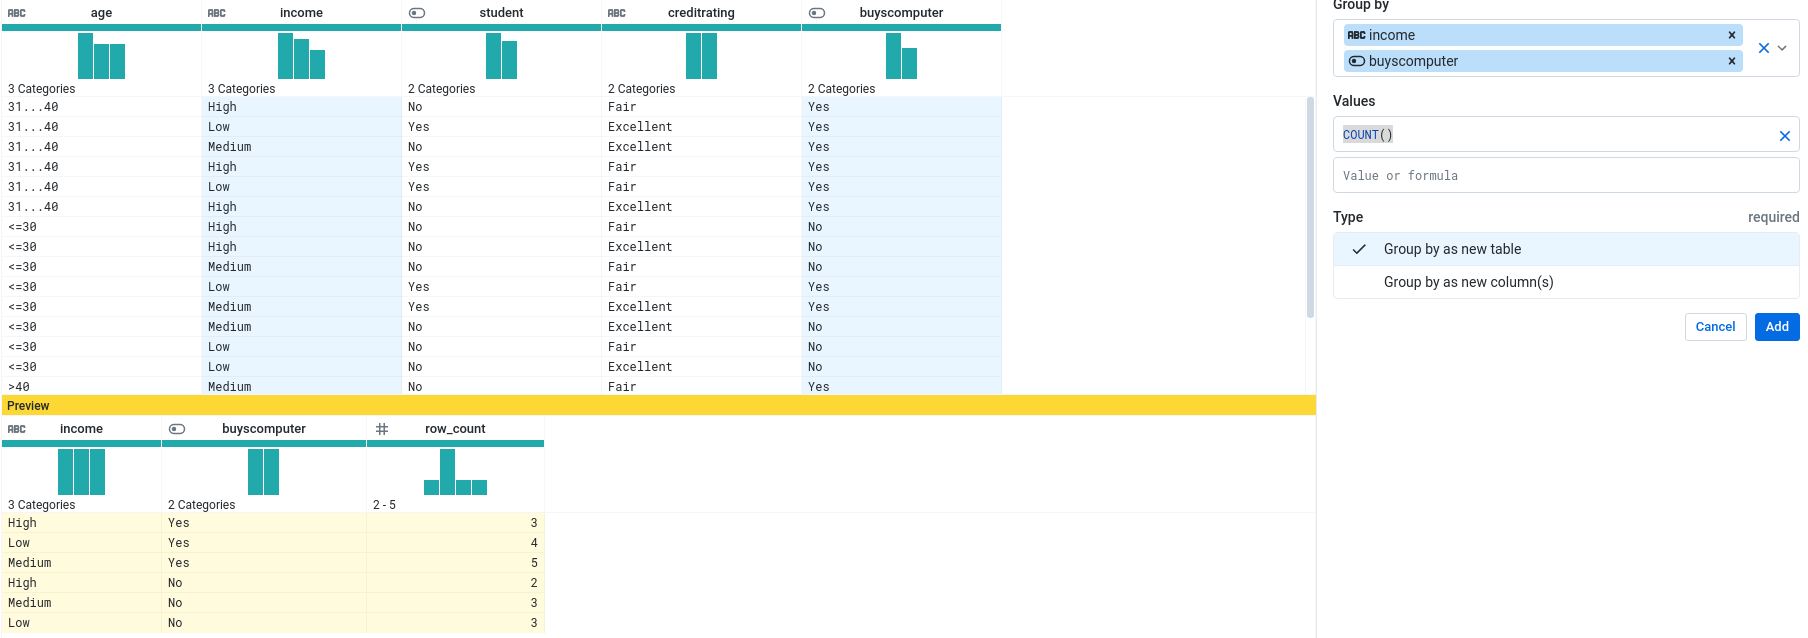 ABC age ABC income student ABC creditrating buyscomputer
3 Categories 3 Categories 2 Categories 2 Categories 2 Categories
31...40 High No Fair Yes
31...40 Low Yes Excellent Yes
31...40 Medium No Excellent Yes
31...40 High Yes Fair Yes
31...40 Low Yes Fair Yes
31...40 High No Excellent Yes
<=30 High No Fair No
<=30 High No Excellent No
<=30 Medium No Fair No
<=30 Low Yes Fair Yes
<=30 Medium Yes Excellent Yes
<=30 Medium No Excellent No
<=30 Low No Fair No
<=30 Low No Excellent No
>40 Medium No Fair Yes
Preview
ABC income buyscomputer # row_count
3 Categories 2 Categories 2 - 5
High Yes 3
Low Yes 4
Medium Yes 5
High No 2
Medium No 3
Low No 3
Group by
ABC income ×
buyscomputer ×
Values
COUNT()
Value or formula
Type required
Group by as new table
Group by as new column(s)
Cancel Add